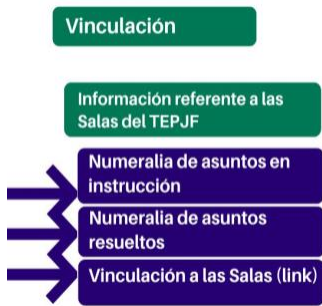 Vinculación
Información referente a las
Salas del TEPJF
Numeralia de asuntos en
instrucción
Numeralia de asuntos
resueltos
Vinculación a las Salas (link)